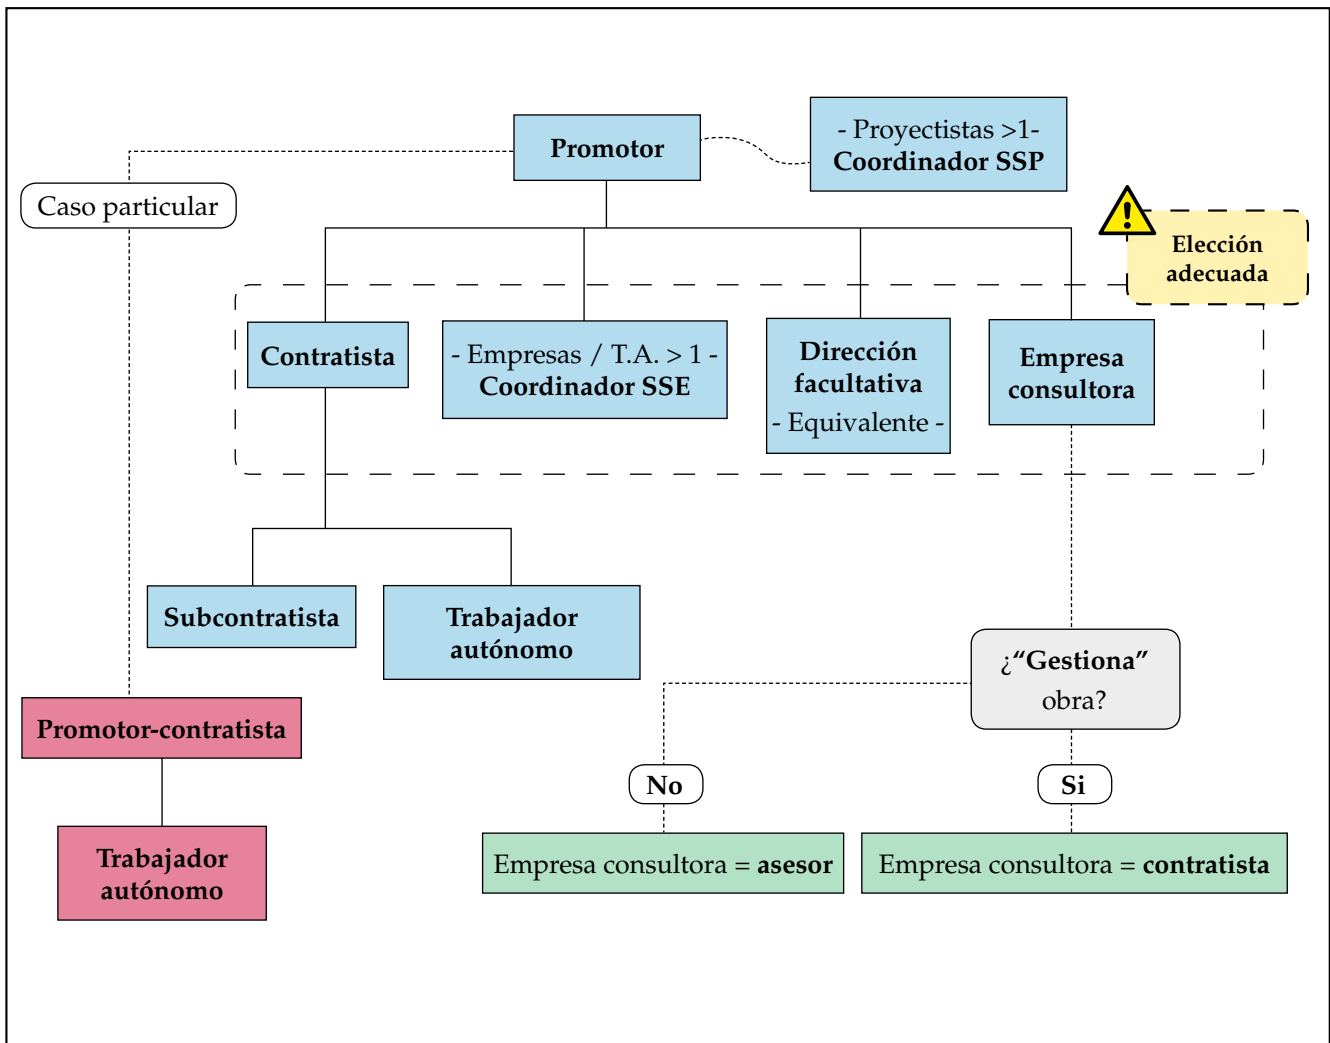 Promotor
- Proyectistas >1-
Coordinador SSP
Caso particular
Elección
adecuada
Contratista
- Empresas / T.A. > 1 -
Coordinador SSE
Dirección
facultativa
- Equivalente -
Empresa
consultora
Subcontratista
Trabajador
autónomo
¿“Gestiona”
obra?
Promotor-contratista
No
Si
Trabajador
autónomo
Empresa consultora = asesor
Empresa consultora = contratista